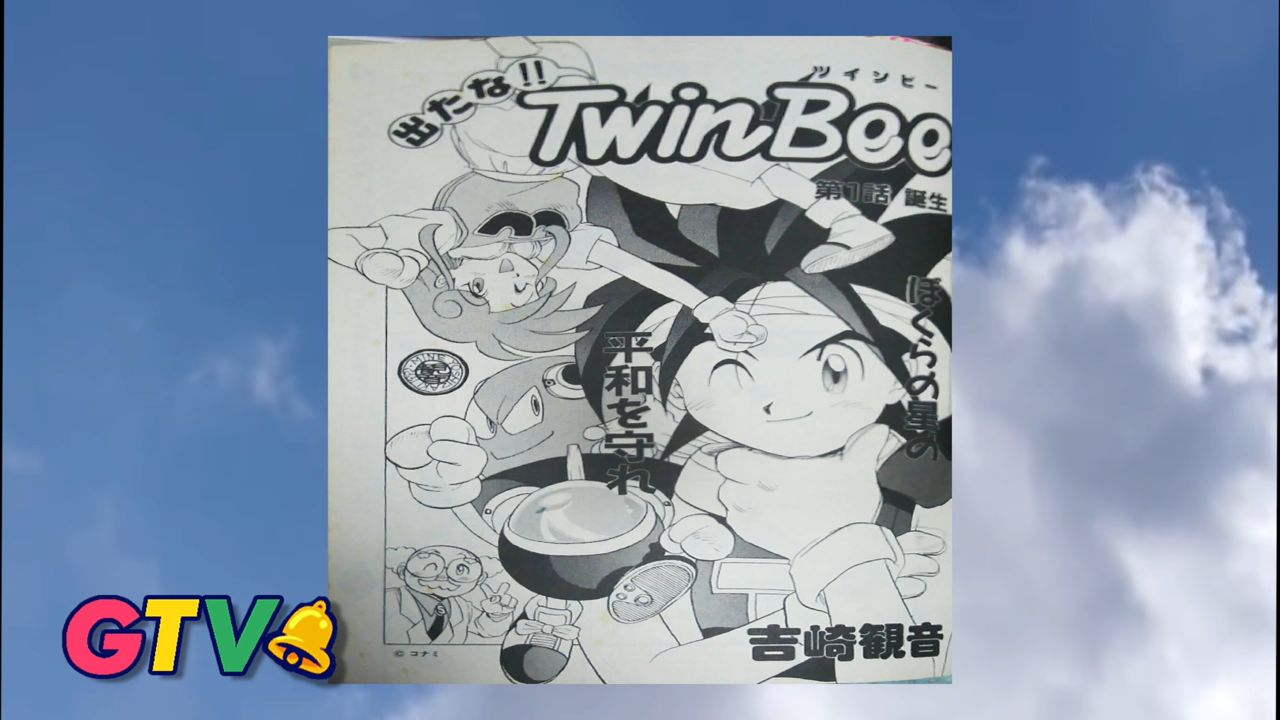 出たな!!
ツインビー
TwinBee
第1話 誕生
ぼくらの星の
平和を守れ
MINE
吉崎観音
© コナミ
GTV